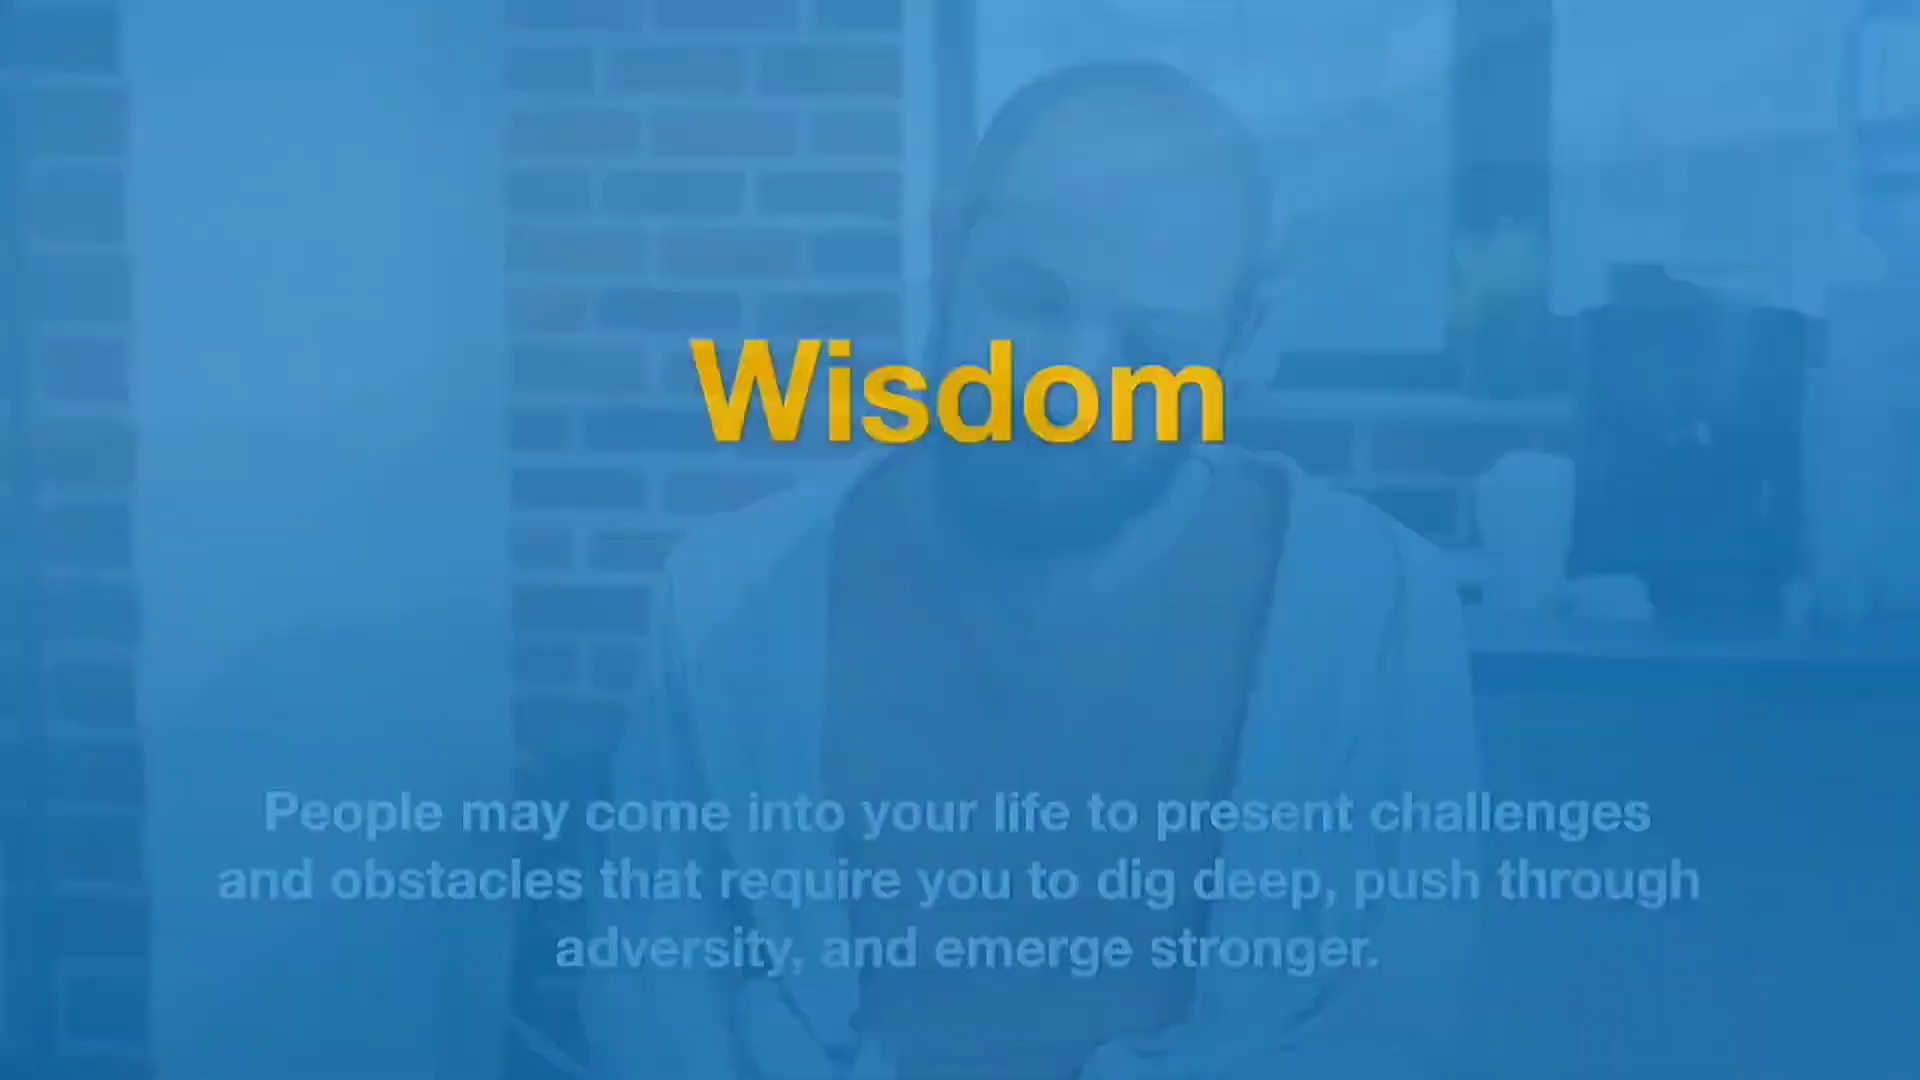 Wisdom
People may come into your life to present challenges
and obstacles that require you to dig deep, push through
adversity, and emerge stronger.